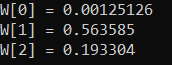 W[0] = 0.00125126
W[1] = 0.563585
W[2] = 0.193304